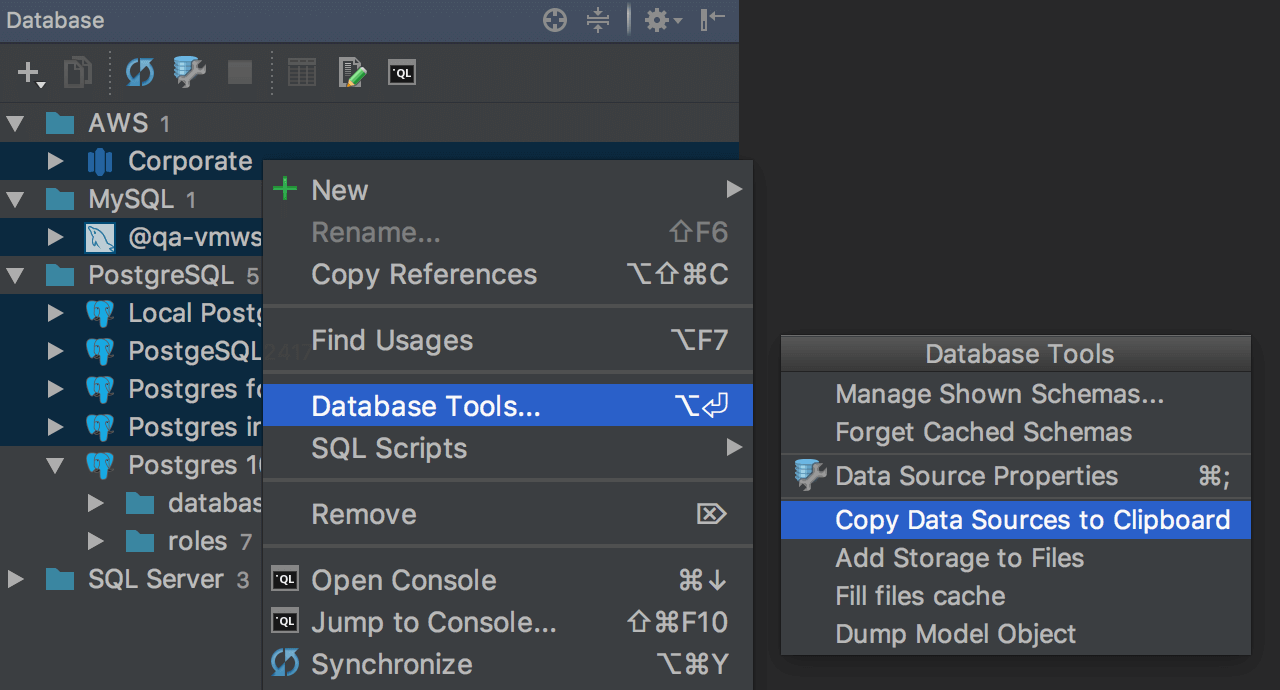 Database
QL
AWS 1
Corporate
MySQL 1
@qa-vmws
PostgreSQL 5
Local Postg
PostgeSQL 2417
Postgres fo
Postgres in
Postgres 10
databas
roles 7
SQL Server 3
New
Rename... ⇧F6
Copy References ⌥⇧⌘C
Find Usages ⌥F7
Database Tools... ⌥⏎
SQL Scripts
Remove ⌦
QL Open Console ⌘↓
QL Jump to Console... ⇧⌘F10
Synchronize ⌥⌘Y
Database Tools
Manage Shown Schemas...
Forget Cached Schemas
Data Source Properties ⌘;
Copy Data Sources to Clipboard
Add Storage to Files
Fill files cache
Dump Model Object